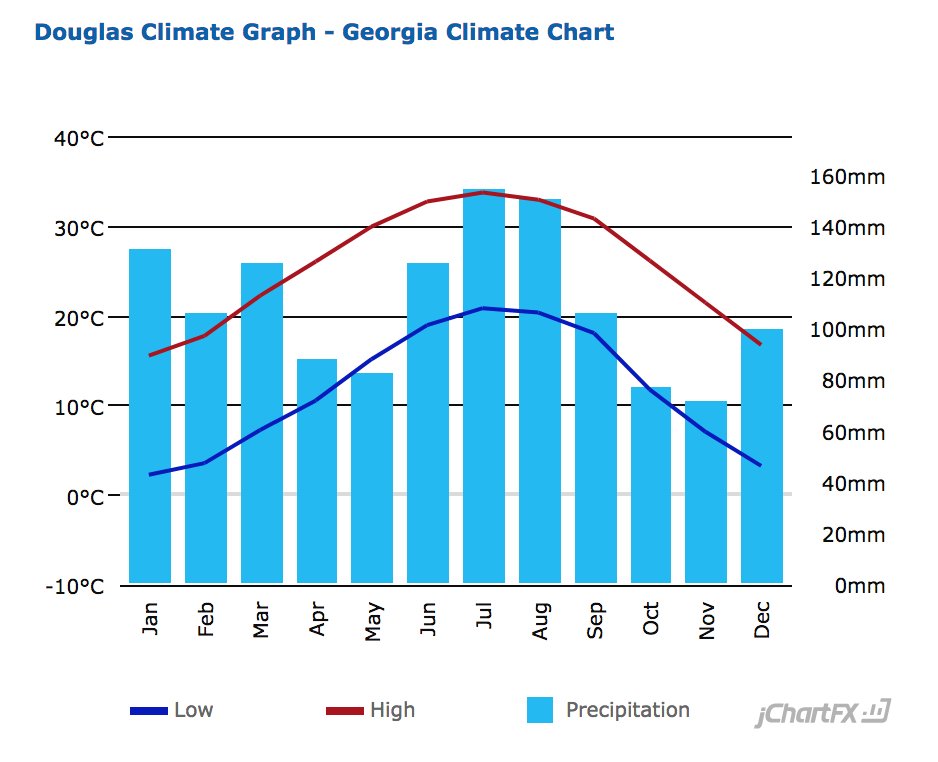 Douglas Climate Graph - Georgia Climate Chart
40°C
30°C
20°C
10°C
0°C
-10°C
160mm
140mm
120mm
100mm
80mm
60mm
40mm
20mm
0mm
Jan
Feb
Mar
Apr
May
Jun
Jul
Aug
Sep
Oct
Nov
Dec
Low
High
Precipitation
jChartFX